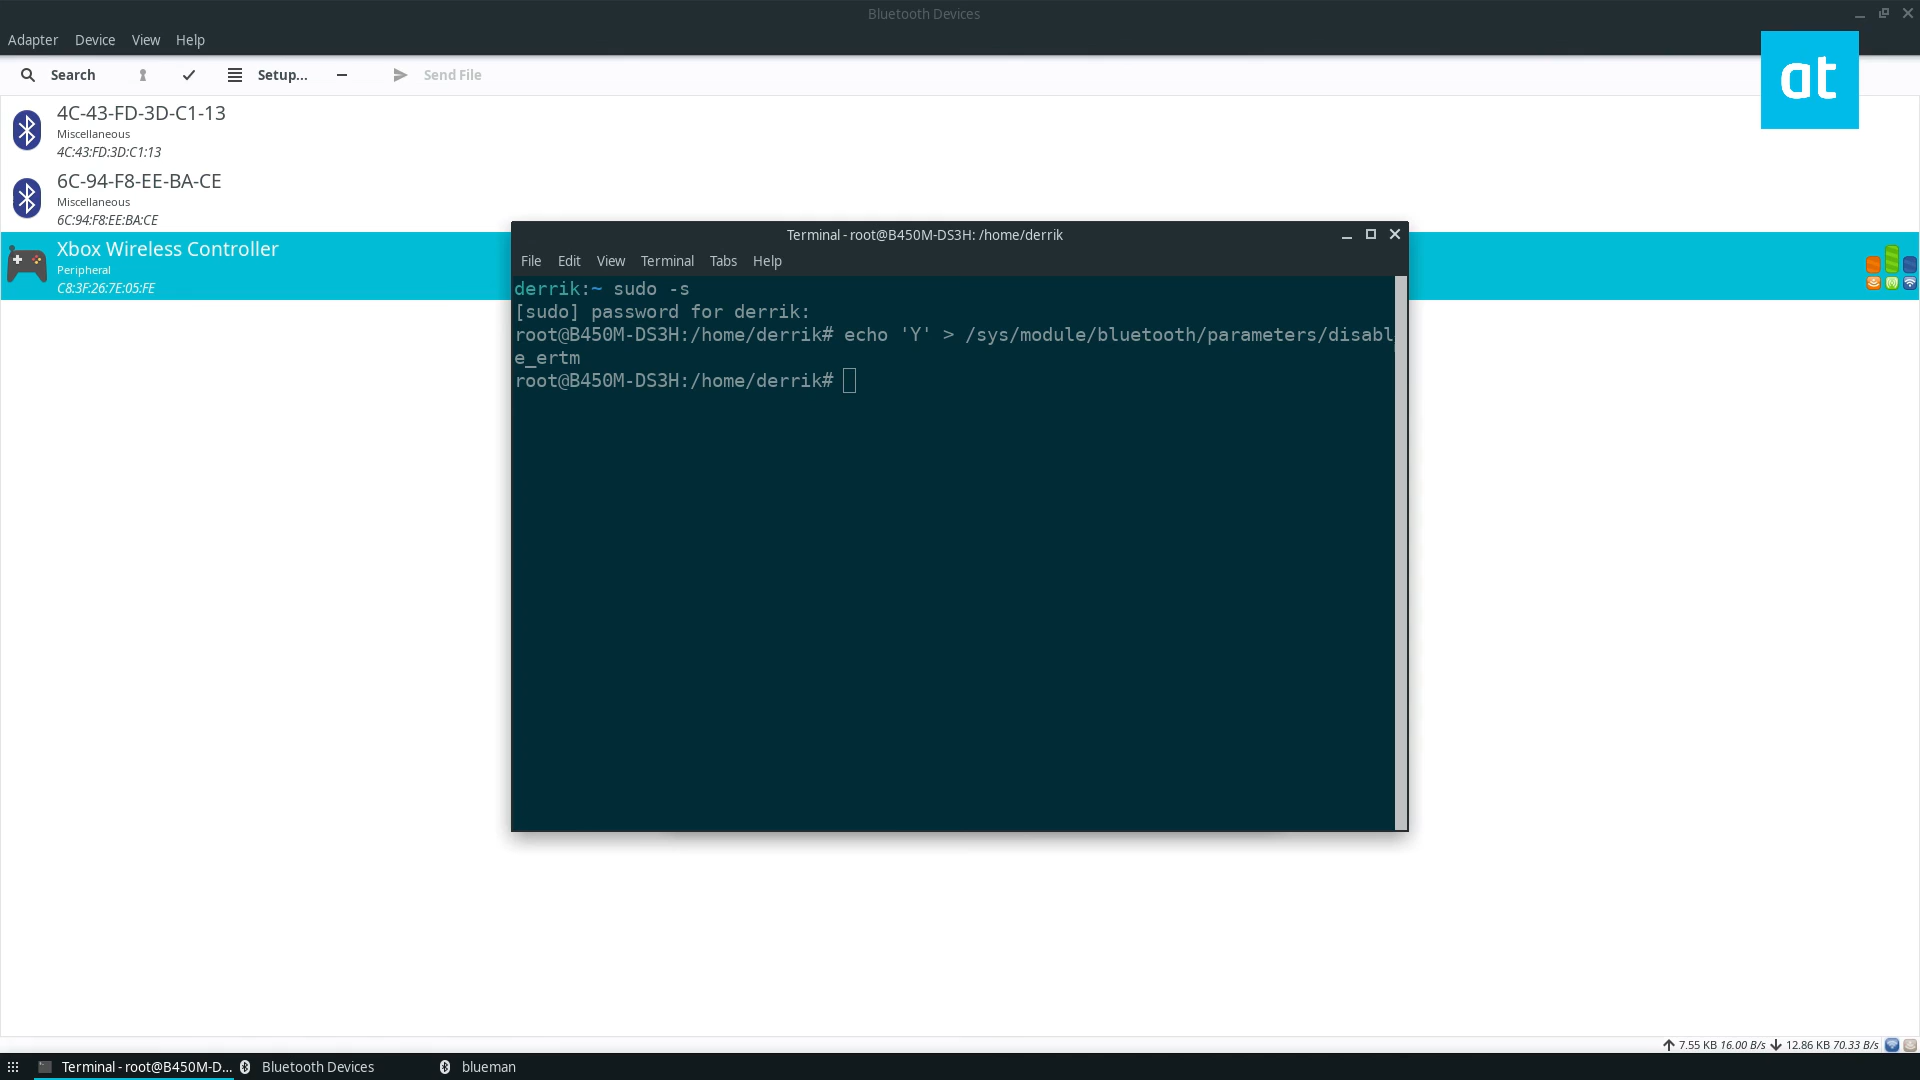 Bluetooth Devices
Adapter Device View Help
Search Setup... Send File
at
4C-43-FD-3D-C1-13
Miscellaneous
4C:43:FD:3D:C1:13
6C-94-F8-EE-BA-CE
Miscellaneous
6C:94:F8:EE:BA:CE
Xbox Wireless Controller
Peripheral
C8:3F:26:7E:05:FE
Terminal - root@B450M-DS3H: /home/derrik
File Edit View Terminal Tabs Help
derrik:~ sudo -s
[sudo] password for derrik:
root@B450M-DS3H:/home/derrik# echo 'Y' > /sys/module/bluetooth/parameters/disabl
e_ertm
root@B450M-DS3H:/home/derrik#
7.55 KB 16.00 B/s 12.86 KB 70.33 B/s
Terminal - root@B450M-D... Bluetooth Devices blueman